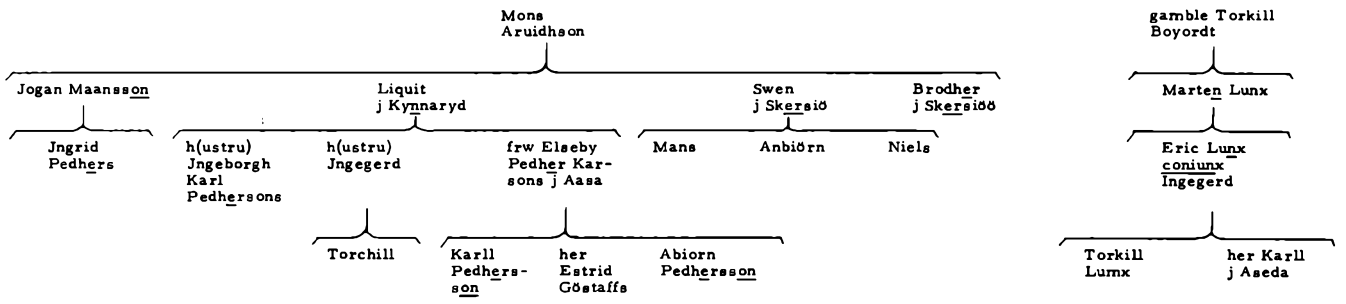 Mons
Aruidhson
gamble Torkill
Boyordt
Jogan Maansson
Liquit
j Kynnaryd
Swen
j Skersiö
Brodher
j Skersiöö
Marten Lunx
Jngrid
Pedhers
h(ustru)
Jngeborgh
Karl
Pedhersons
h(ustru)
Jngegerd
frw Elseby
Pedher Kar-
sons j Aasa
Mans
Anbiörn
Niels
Eric Lunx
coniunx
Ingegerd
Torchill
Karll
Pedhers-
son
her
Estrid
Göstaffs
Abiorn
Pedhersson
Torkill
Lumx
her Karll
j Aseda